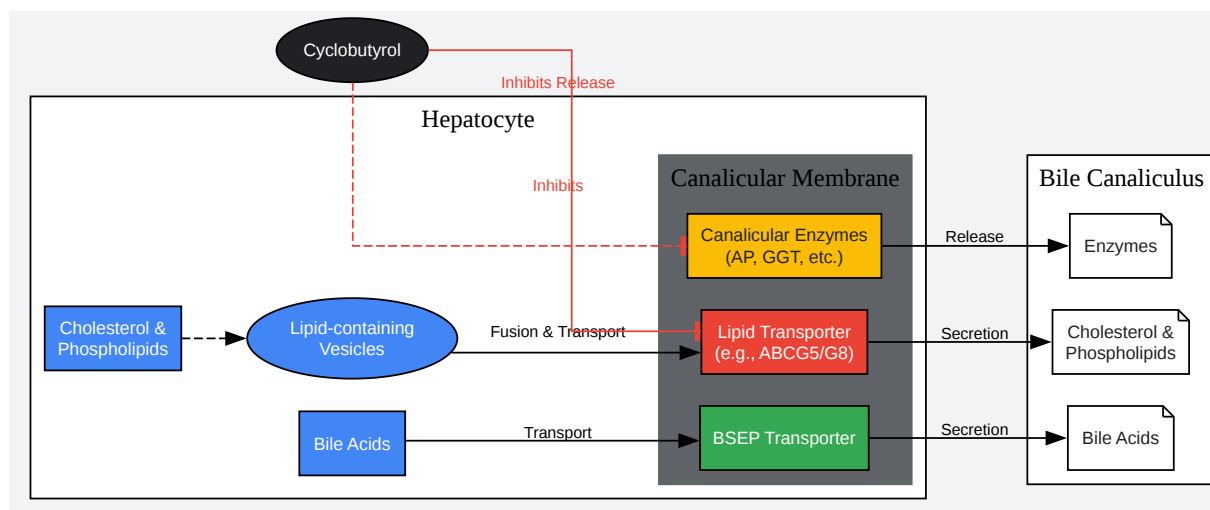 Cyclobutyrol
Inhibits Release
Hepatocyte
Inhibits
Canalicular Membrane
Bile Canaliculus
Canalicular Enzymes
(AP, GGT, etc.)
Release
Enzymes
Cholesterol &
Phospholipids
Lipid-containing
Vesicles
Fusion & Transport
Lipid Transporter
(e.g., ABCG5/G8)
Secretion
Cholesterol &
Phospholipids
Bile Acids
Transport
BSEP Transporter
Secretion
Bile Acids